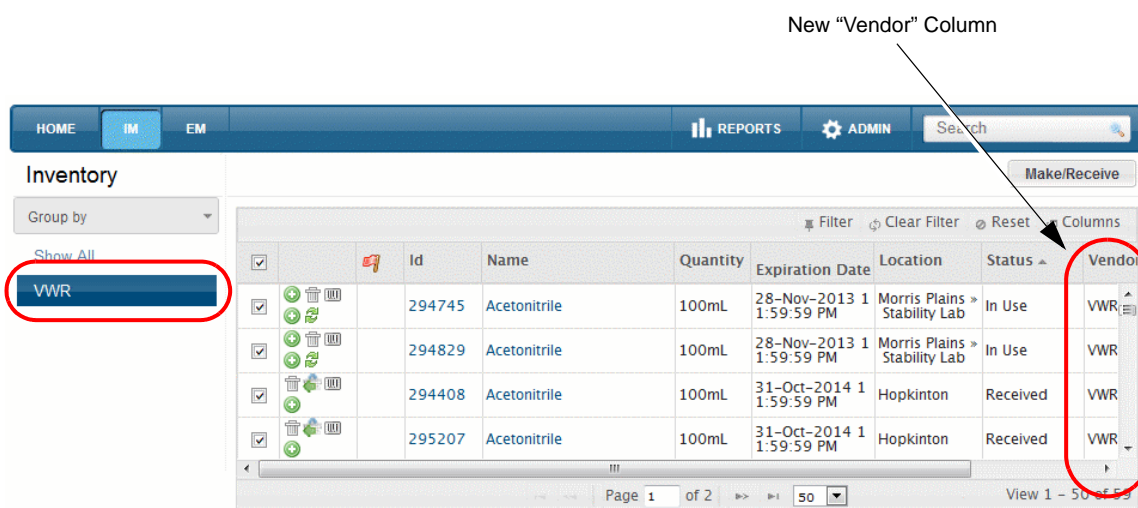 New “Vendor” Column
HOME IM EM REPORTS ADMIN Search
Inventory Make/Receive
Group by Filter Clear Filter Reset Columns
Show All
VWR
Id Name Quantity Expiration Date Location Status Vendor
294745 Acetonitrile 100mL 28-Nov-2013 1 Morris Plains » In Use VWR
1:59:59 PM Stability Lab
294829 Acetonitrile 100mL 28-Nov-2013 1 Morris Plains » In Use VWR
1:59:59 PM Stability Lab
294408 Acetonitrile 100mL 31-Oct-2014 1 Hopkinton Received VWR
1:59:59 PM
295207 Acetonitrile 100mL 31-Oct-2014 1 Hopkinton Received VWR
1:59:59 PM
Page 1 of 2 50 View 1 - 50 of 59